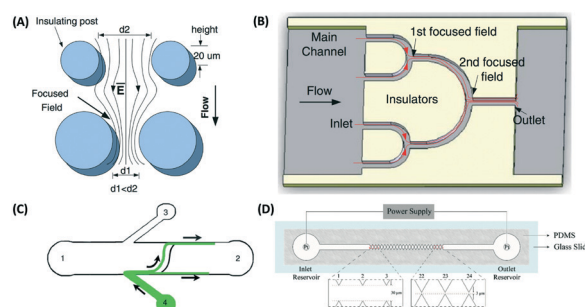 (A)
Insulating post
d2
height
20 um
E
Focused
Field
Flow
d1
d1<d2
(B)
Main
Channel
1st focused field
2nd focused
field
Flow
Insulators
Inlet
Outlet
(C)
1
2
3
4
(D)
Power Supply
PDMS
Glass Slid
Pt
Pt
Inlet
Reservoir
Outlet
Reservoir
1 2 3
22 23 24